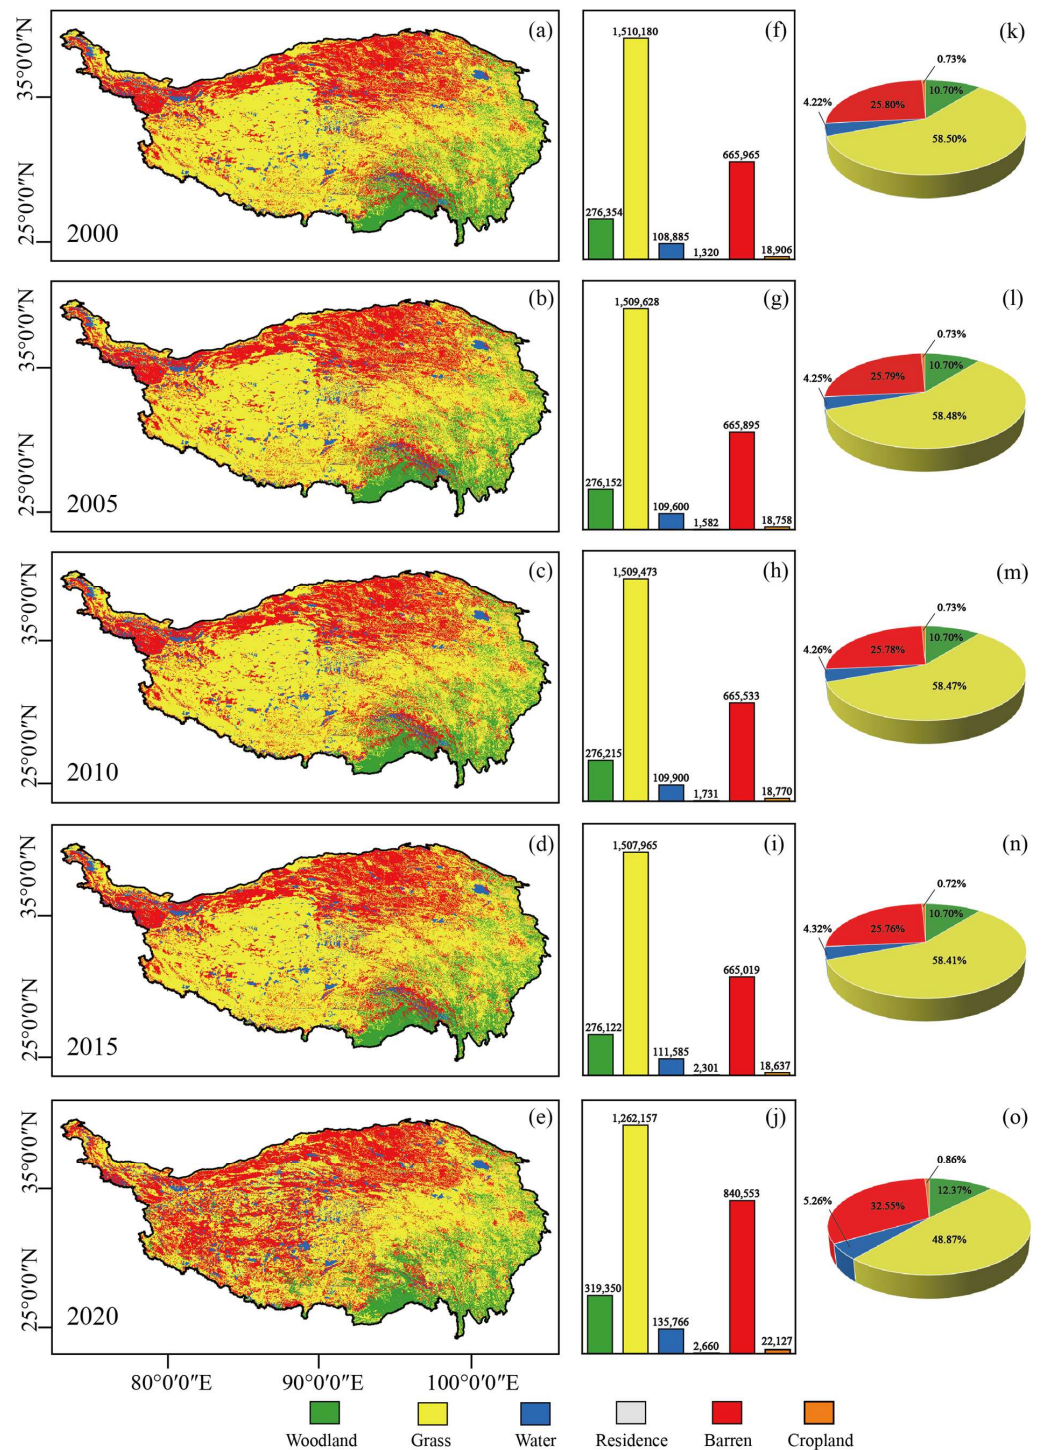 (a)
35°0′0″N
25°0′0″N
2000
(f)
1,510,180
665,965
276,354
108,885
1,320
18,906
(k)
0.73%
10.70%
25.80%
4.22%
58.50%
(b)
35°0′0″N
25°0′0″N
2005
(g)
1,509,628
665,895
276,152
109,600
1,582
18,758
(l)
0.73%
10.70%
25.79%
4.25%
58.48%
(c)
35°0′0″N
25°0′0″N
2010
(h)
1,509,473
665,533
276,215
109,900
1,731
18,770
(m)
0.73%
10.70%
25.78%
4.26%
58.47%
(d)
35°0′0″N
25°0′0″N
2015
(i)
1,507,965
665,019
276,122
111,585
2,301
18,637
(n)
0.72%
10.70%
25.76%
4.32%
58.41%
(e)
35°0′0″N
25°0′0″N
2020
(j)
1,262,157
840,553
319,350
135,766
2,660
22,127
(o)
0.86%
12.37%
32.55%
5.26%
48.87%
80°0′0″E 90°0′0″E 100°0′0″E
Woodland Grass Water Residence Barren Cropland